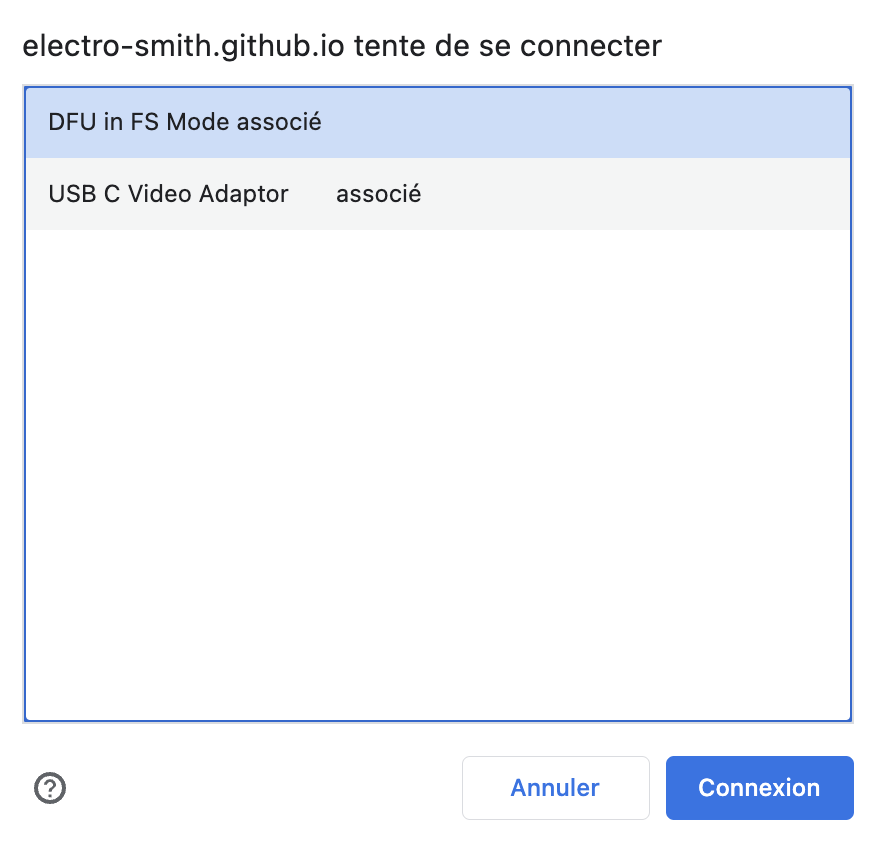 electro-smith.github.io tente de se connecter
DFU in FS Mode associé
USB C Video Adaptor associé
?
Annuler
Connexion